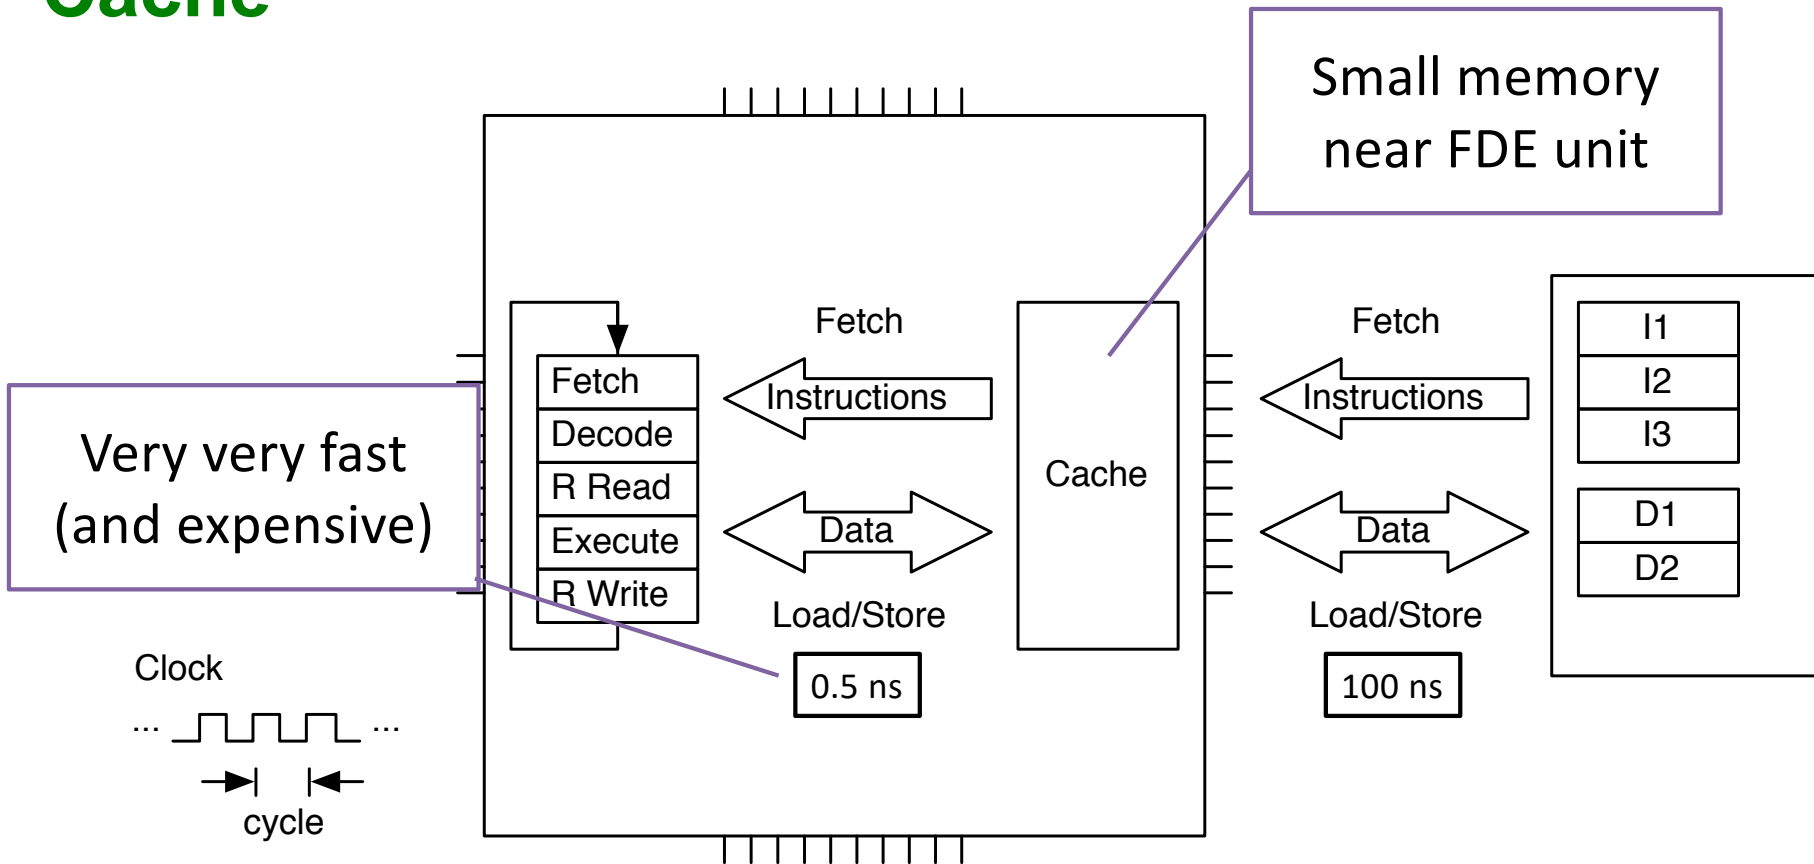 Cache
Small memory
near FDE unit
Very very fast
(and expensive)
Fetch
Decode
R Read
Execute
R Write
Fetch
Instructions
Data
Load/Store
0.5 ns
Cache
Fetch
Instructions
Data
Load/Store
100 ns
I1
I2
I3
D1
D2
Clock
... ...
cycle